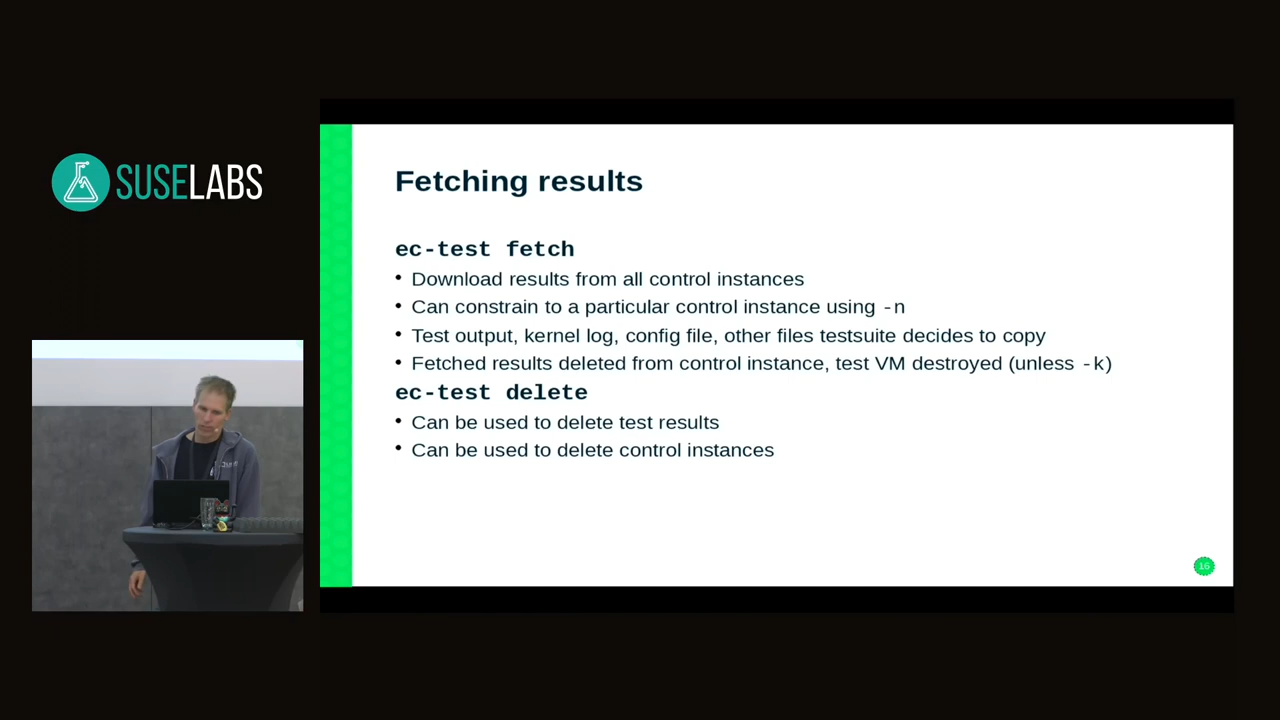 SUSELABS
Fetching results
ec-test fetch
• Download results from all control instances
• Can constrain to a particular control instance using -n
• Test output, kernel log, config file, other files testsuite decides to copy
• Fetched results deleted from control instance, test VM destroyed (unless -k)
ec-test delete
• Can be used to delete test results
• Can be used to delete control instances
16